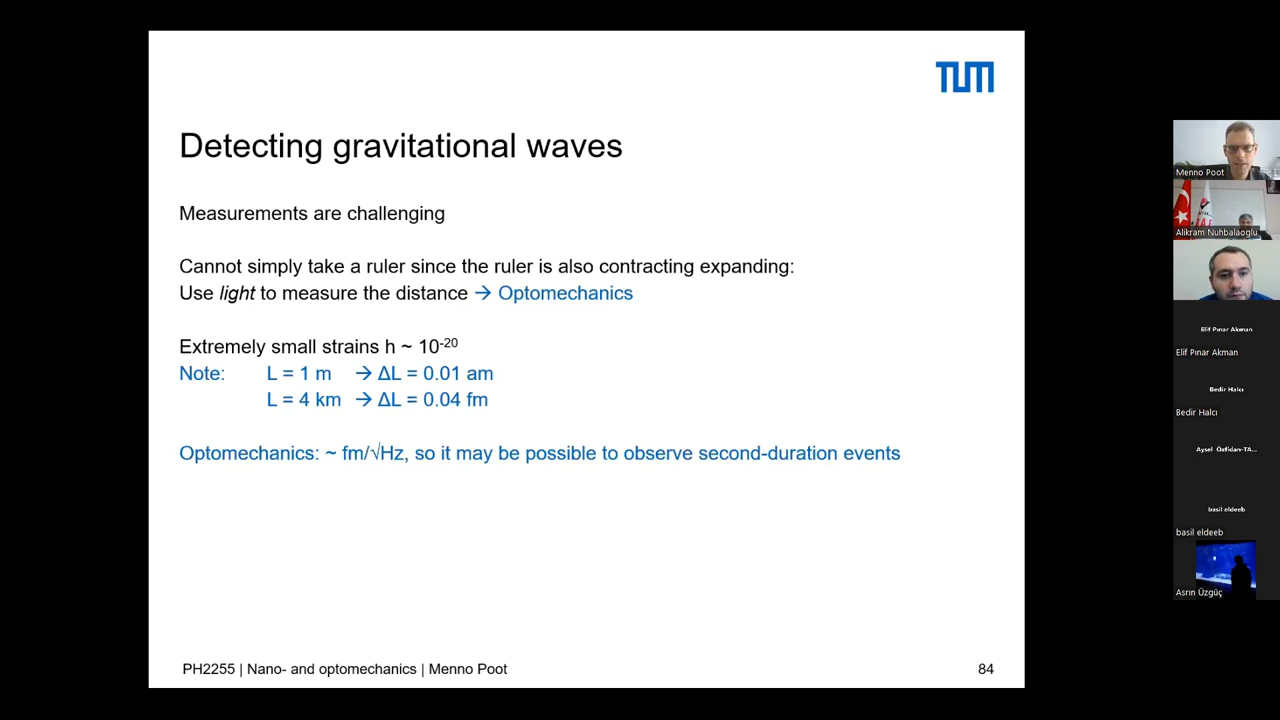 TUM
Detecting gravitational waves
Measurements are challenging
Cannot simply take a ruler since the ruler is also contracting expanding:
Use light to measure the distance → Optomechanics
Extremely small strains h ~ 10⁻²⁰
Note: L = 1 m → ΔL = 0.01 am
L = 4 km → ΔL = 0.04 fm
Optomechanics: ~ fm/√Hz, so it may be possible to observe second-duration events
PH2255 | Nano- and optomechanics | Menno Poot
84
Menno Poot
Alikram Nuhbalaoglu
Elif Pınar Akman
Elif Pınar Akman
Bedir Halcı
Bedir Halcı
Aysel Özfidan-TA...
basil eldeeb
basil eldeeb
Asrın Üzgüç